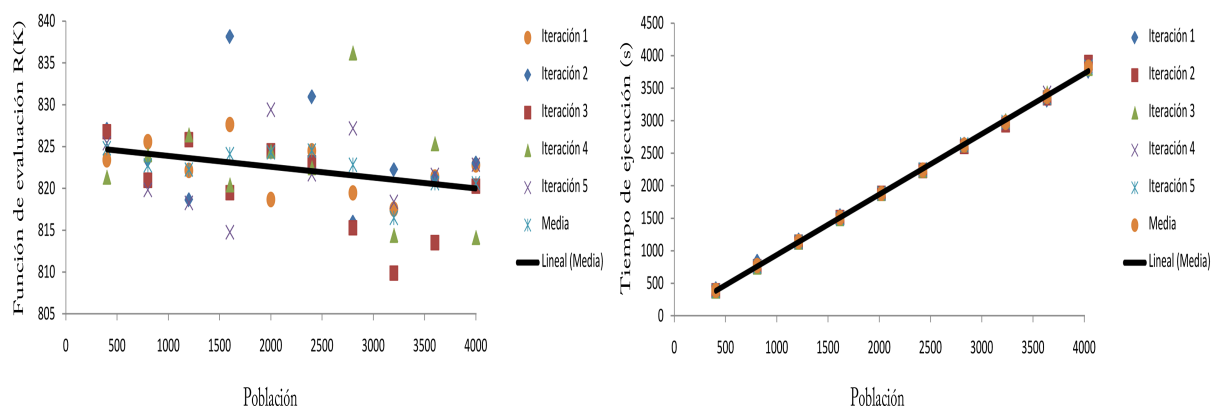 Función de evaluación R(K)
840
835
830
825
820
815
810
805
0
500
1000
1500
2000
2500
3000
3500
4000
Población
Iteración 1
Iteración 2
Iteración 3
Iteración 4
Iteración 5
Media
Lineal (Media)
Tiempo de ejecución (s)
4500
4000
3500
3000
2500
2000
1500
1000
500
0
0
500
1000
1500
2000
2500
3000
3500
4000
Población
Iteración 1
Iteración 2
Iteración 3
Iteración 4
Iteración 5
Media
Lineal (Media)